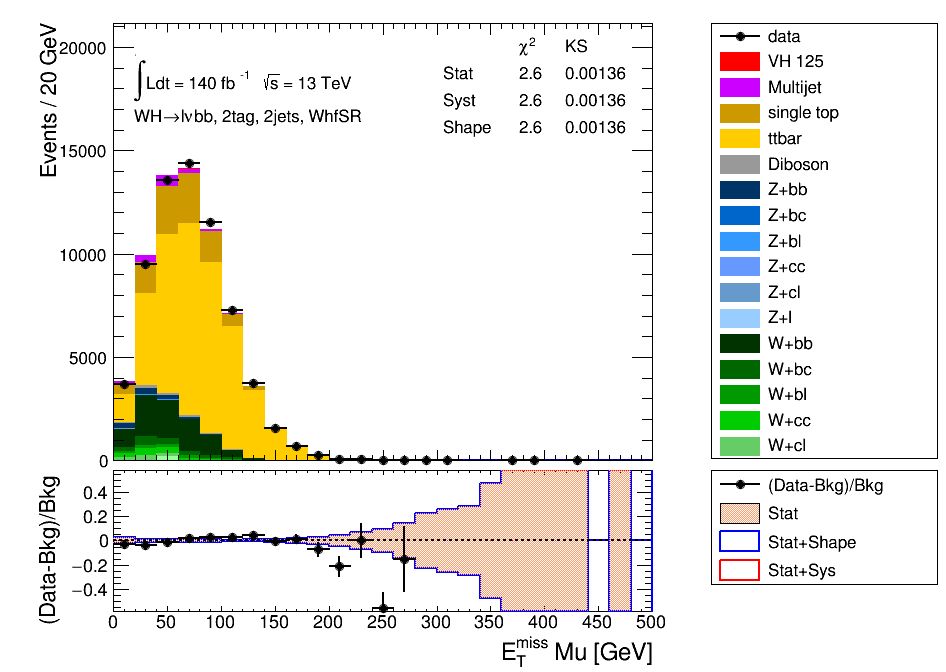 Events / 20 GeV
20000
15000
10000
5000
0
∫Ldt = 140 fb⁻¹ √s = 13 TeV
WH→lνbb, 2tag, 2jets, WhfSR
χ² KS
Stat 2.6 0.00136
Syst 2.6 0.00136
Shape 2.6 0.00136
data
VH 125
Multijet
single top
ttbar
Diboson
Z+bb
Z+bc
Z+bl
Z+cc
Z+cl
Z+l
W+bb
W+bc
W+bl
W+cc
W+cl
(Data-Bkg)/Bkg
0.4
0.2
0
−0.2
−0.4
0 50 100 150 200 250 300 350 400 450 500
E_T^miss Mu [GeV]
(Data-Bkg)/Bkg
Stat
Stat+Shape
Stat+Sys